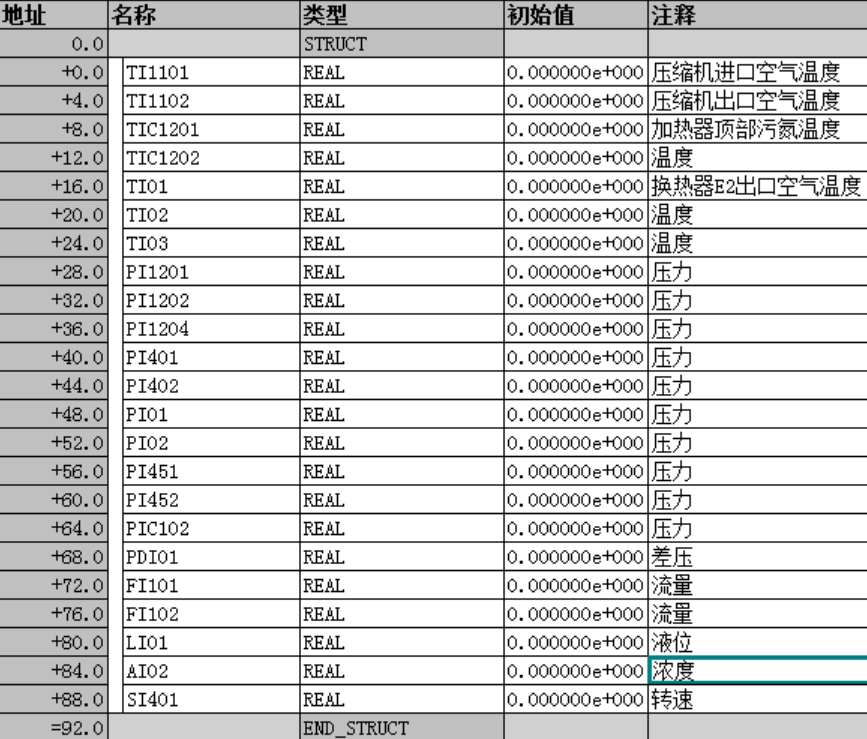 地址 名称 类型 初始值 注释
0.0 STRUCT
+0.0 TI1101 REAL 0.000000e+000 压缩机进口空气温度
+4.0 TI1102 REAL 0.000000e+000 压缩机出口空气温度
+8.0 TIC1201 REAL 0.000000e+000 加热器顶部污氮温度
+12.0 TIC1202 REAL 0.000000e+000 温度
+16.0 TI01 REAL 0.000000e+000 换热器E2出口空气温度
+20.0 TI02 REAL 0.000000e+000 温度
+24.0 TI03 REAL 0.000000e+000 温度
+28.0 PI1201 REAL 0.000000e+000 压力
+32.0 PI1202 REAL 0.000000e+000 压力
+36.0 PI1204 REAL 0.000000e+000 压力
+40.0 PI401 REAL 0.000000e+000 压力
+44.0 PI402 REAL 0.000000e+000 压力
+48.0 PI01 REAL 0.000000e+000 压力
+52.0 PI02 REAL 0.000000e+000 压力
+56.0 PI451 REAL 0.000000e+000 压力
+60.0 PI452 REAL 0.000000e+000 压力
+64.0 PIC102 REAL 0.000000e+000 压力
+68.0 PDI01 REAL 0.000000e+000 差压
+72.0 FI101 REAL 0.000000e+000 流量
+76.0 FI102 REAL 0.000000e+000 流量
+80.0 LI01 REAL 0.000000e+000 液位
+84.0 AI02 REAL 0.000000e+000 浓度
+88.0 SI401 REAL 0.000000e+000 转速
=92.0 END_STRUCT